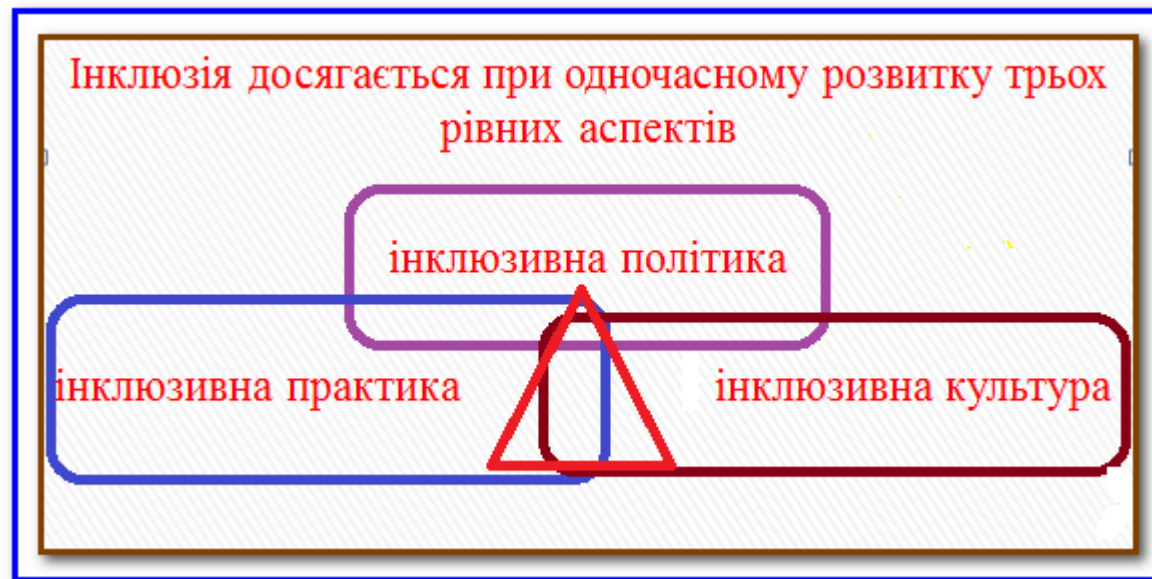 Інклюзія досягається при одночасному розвитку трьох
рівних аспектів
інклюзивна політика
інклюзивна практика
інклюзивна культура